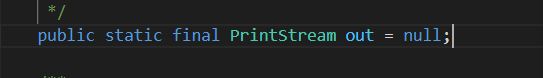 */
public static final PrintStream out = null;